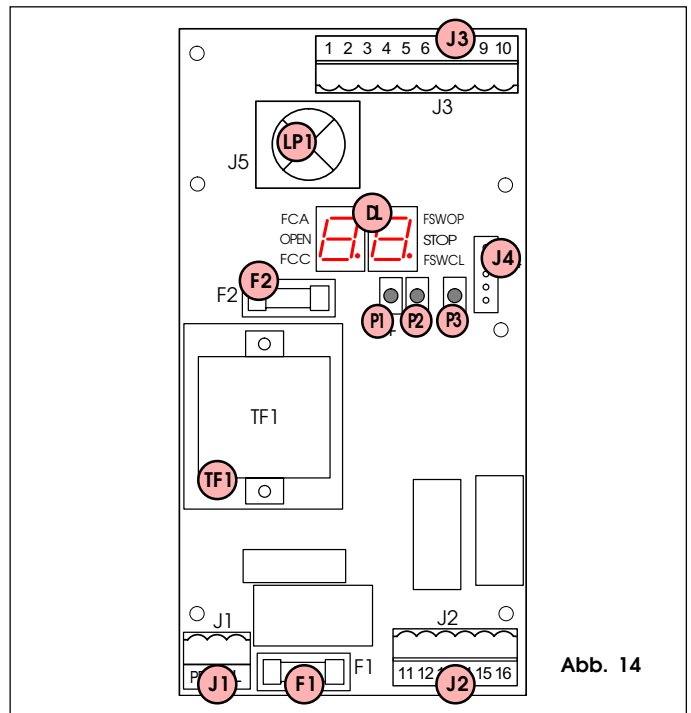 J3
1 2 3 4 5 6 9 10
J3
LP1
J5
DL
FCA FSWOP
OPEN STOP
FCC FSWCL
J4
F2
F2
P1 P2 P3
TF1
TF1
J1
J2
J1
F1
F1
11 12 15 16
J2
Abb. 14